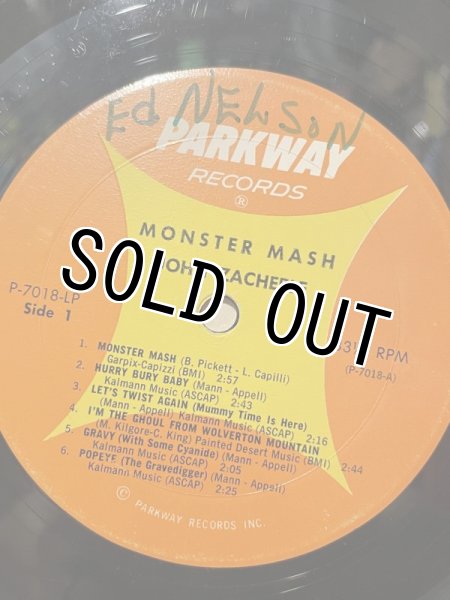 Ed NELSON
PARKWAY
RECORDS
®
MONSTER MASH
ZACHERLE
SOLD OUT
P-7018-LP
Side 1
RPM
(P-7018-A)
1. MONSTER MASH (B. Pickett - L. Capilli)
Garpix-Capizzi (BMI) 2:57
2. HURRY BURY BABY (Mann - Appell)
Kalmann Music (ASCAP) 2:43
3. LET'S TWIST AGAIN (Mummy Time Is Here)
(Mann - Appell) Kalmann Music (ASCAP) 2:16
4. I'M THE GHOUL FROM WOLVERTON MOUNTAIN
(M. Kilgore-C. King) Painted Desert Music (BMI) 2:44
5. GRAVY (With Some Cyanide) (Mann - Appell)
Kalmann Music (ASCAP) 2:05
6. POPEYE (The Gravedigger) (Mann - Appell)
Kalmann Music (ASCAP) 2:25
© PARKWAY RECORDS INC.